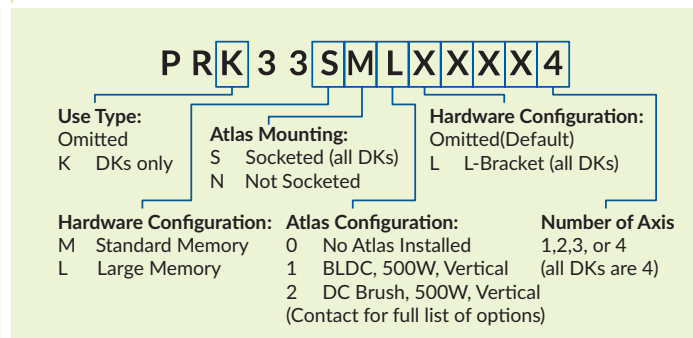 PRK33SMLXXXX4
Use Type:
Omitted
K DKs only
Atlas Mounting:
S Socketed (all DKs)
N Not Socketed
Hardware Configuration:
Omitted(Default)
L L-Bracket (all DKs)
Hardware Configuration:
M Standard Memory
L Large Memory
Atlas Configuration:
0 No Atlas Installed
1 BLDC, 500W, Vertical
2 DC Brush, 500W, Vertical
(Contact for full list of options)
Number of Axis
1,2,3, or 4
(all DKs are 4)